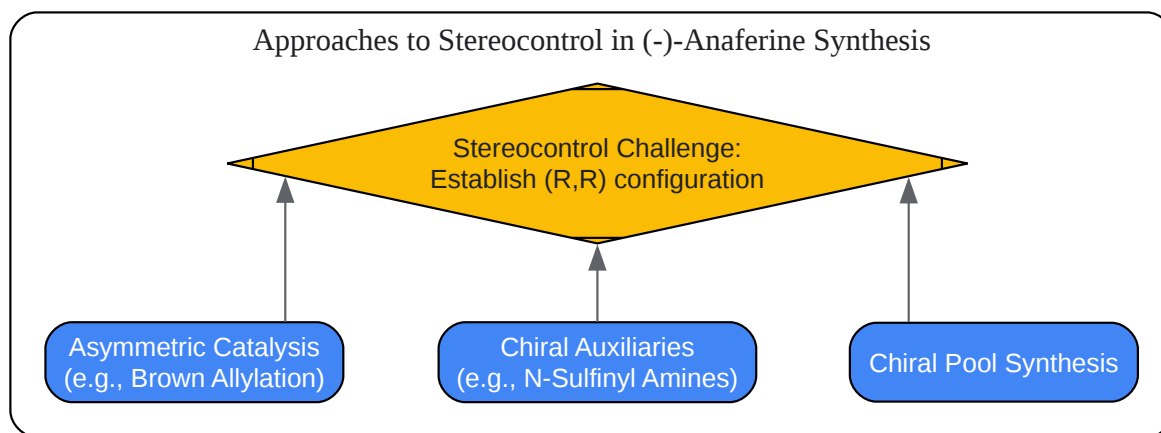 Approaches to Stereocontrol in (-)-Anaferine Synthesis
Stereocontrol Challenge:
Establish (R,R) configuration
Asymmetric Catalysis
(e.g., Brown Allylation)
Chiral Auxiliaries
(e.g., N-Sulfinyl Amines)
Chiral Pool Synthesis